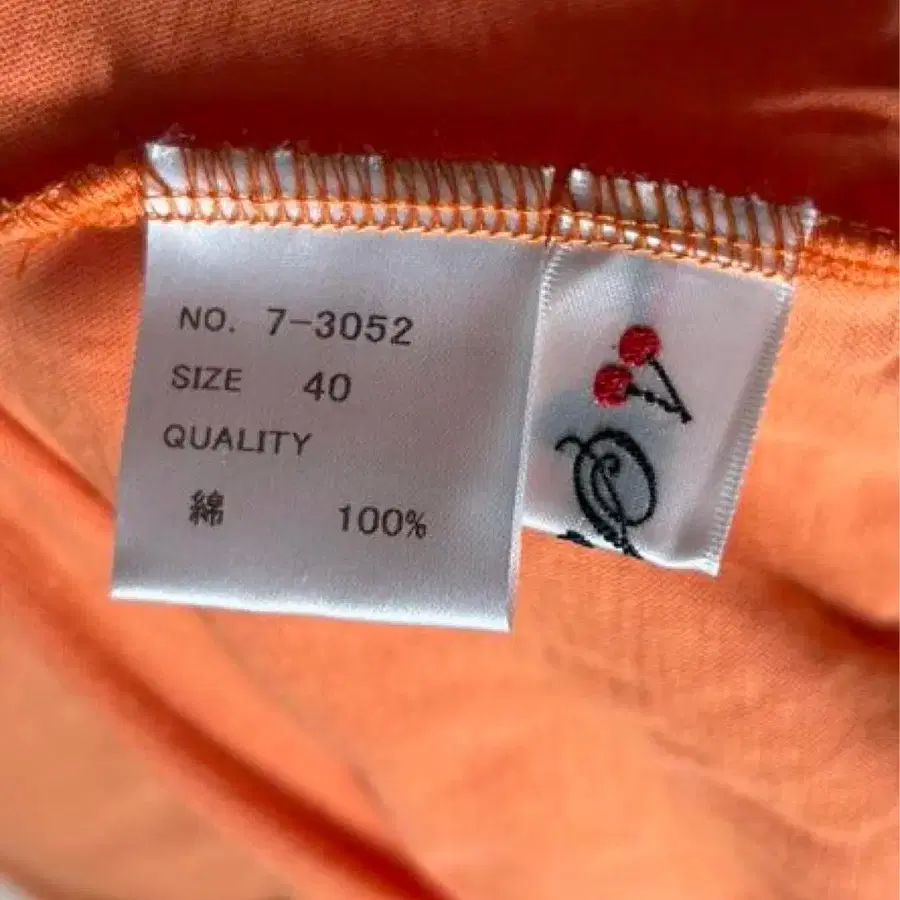 NO. 7-3052
SIZE 40
QUALITY
綿 100%